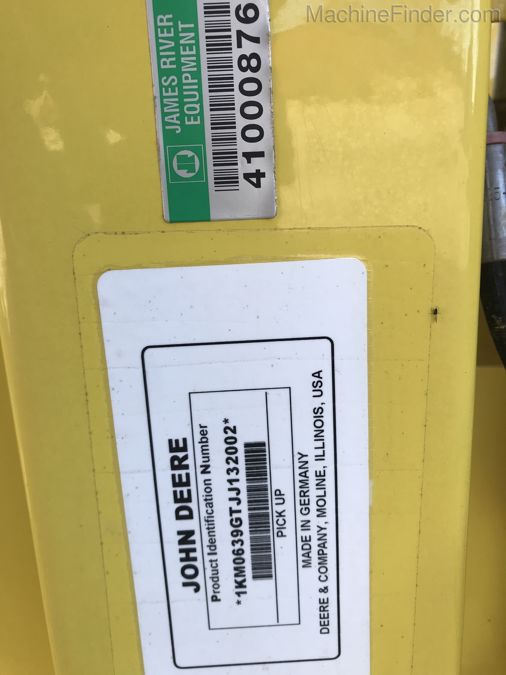 MachineFinder.com
JAMES RIVER
EQUIPMENT
41000876
JOHN DEERE
Product Identification Number
*1KM0639GTJJ132002*
PICK UP
MADE IN GERMANY
DEERE & COMPANY, MOLINE, ILLINOIS, USA